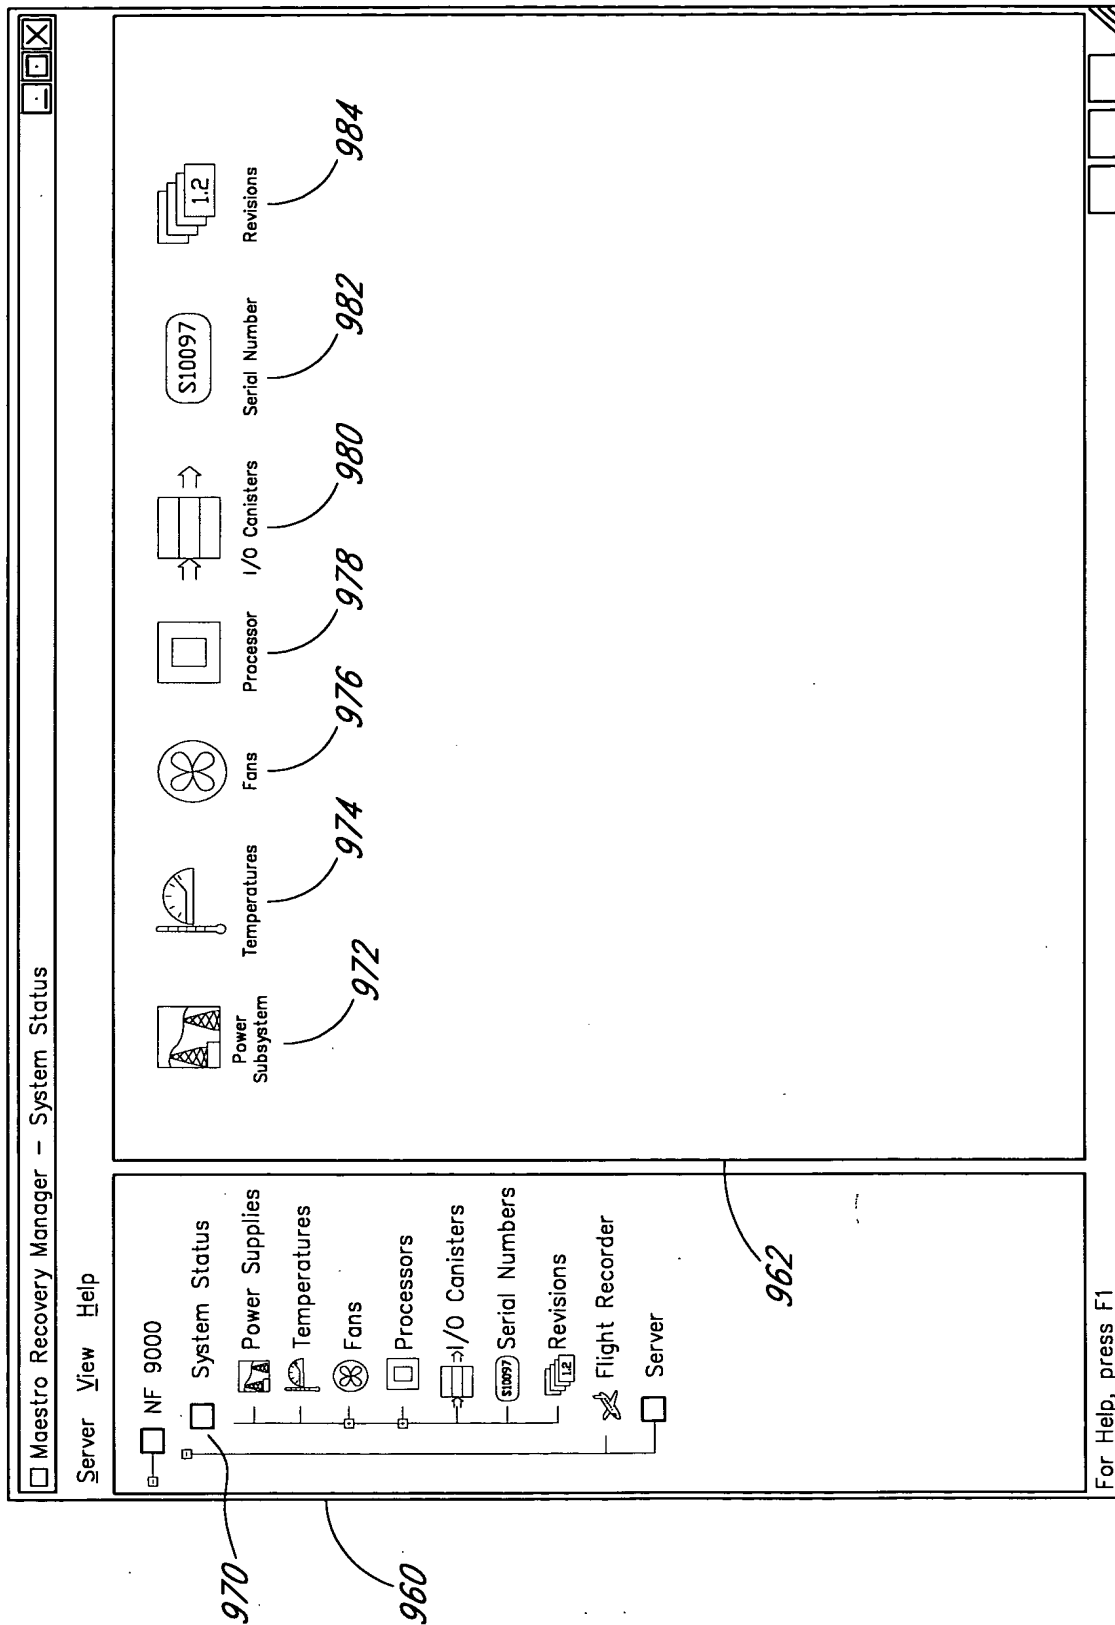 Maestro Recovery Manager – System Status
Server View Help
NF 9000
System Status
Power Supplies
Temperatures
Fans
Processors
I/O Canisters
S10097 Serial Numbers
1.2 Revisions
Flight Recorder
Server
970
960
962
Power
Subsystem
972
Temperatures
974
Fans
976
Processor
978
I/O Canisters
980
S10097
Serial Number
982
1.2
Revisions
984
For Help, press F1